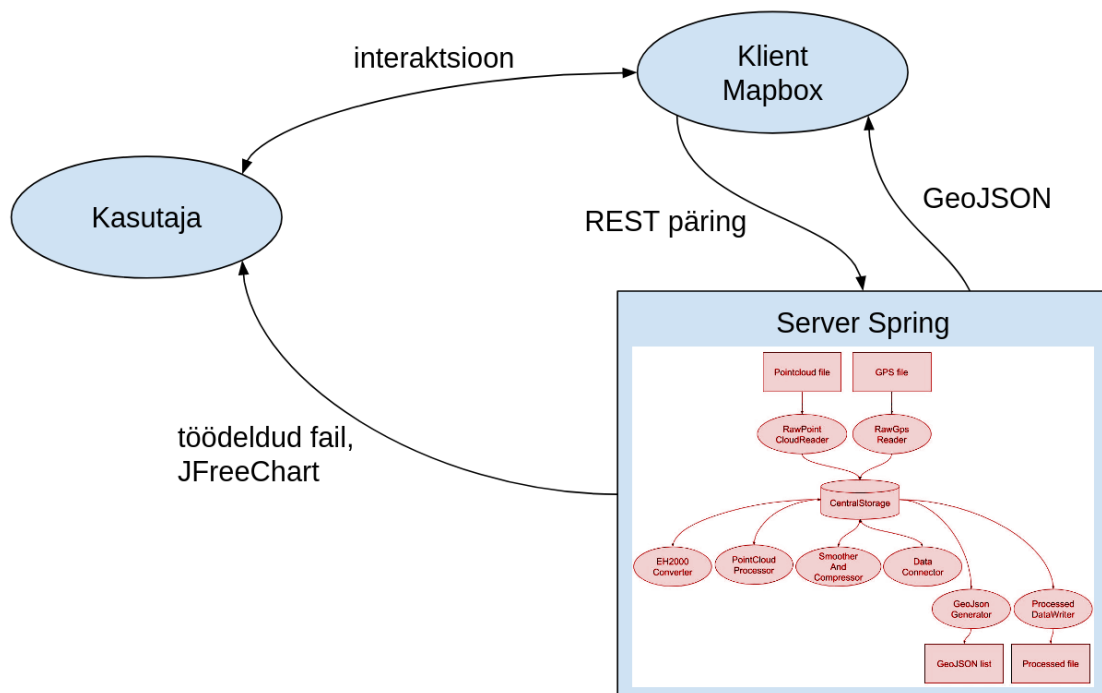 interaktsioon
Klient
Mapbox
Kasutaja
REST päring
GeoJSON
töödeldud fail,
JFreeChart
Server Spring
Pointcloud file
GPS file
RawPoint
CloudReader
RawGps
Reader
CentralStorage
EH2000
Converter
PointCloud
Processor
Smoother
And
Compressor
Data
Connector
GeoJson
Generator
Processed
DataWriter
GeoJSON list
Processed file